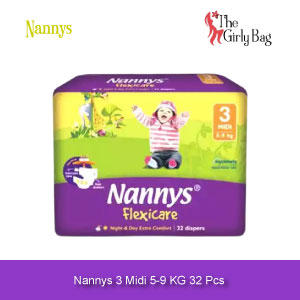 Nannys
The
Girly Bag
3
MIDI
5-9 kg
Nannys®
Flexicare
Night & Day Extra Comfort
32 diapers
Nannys 3 Midi 5-9 KG 32 Pcs